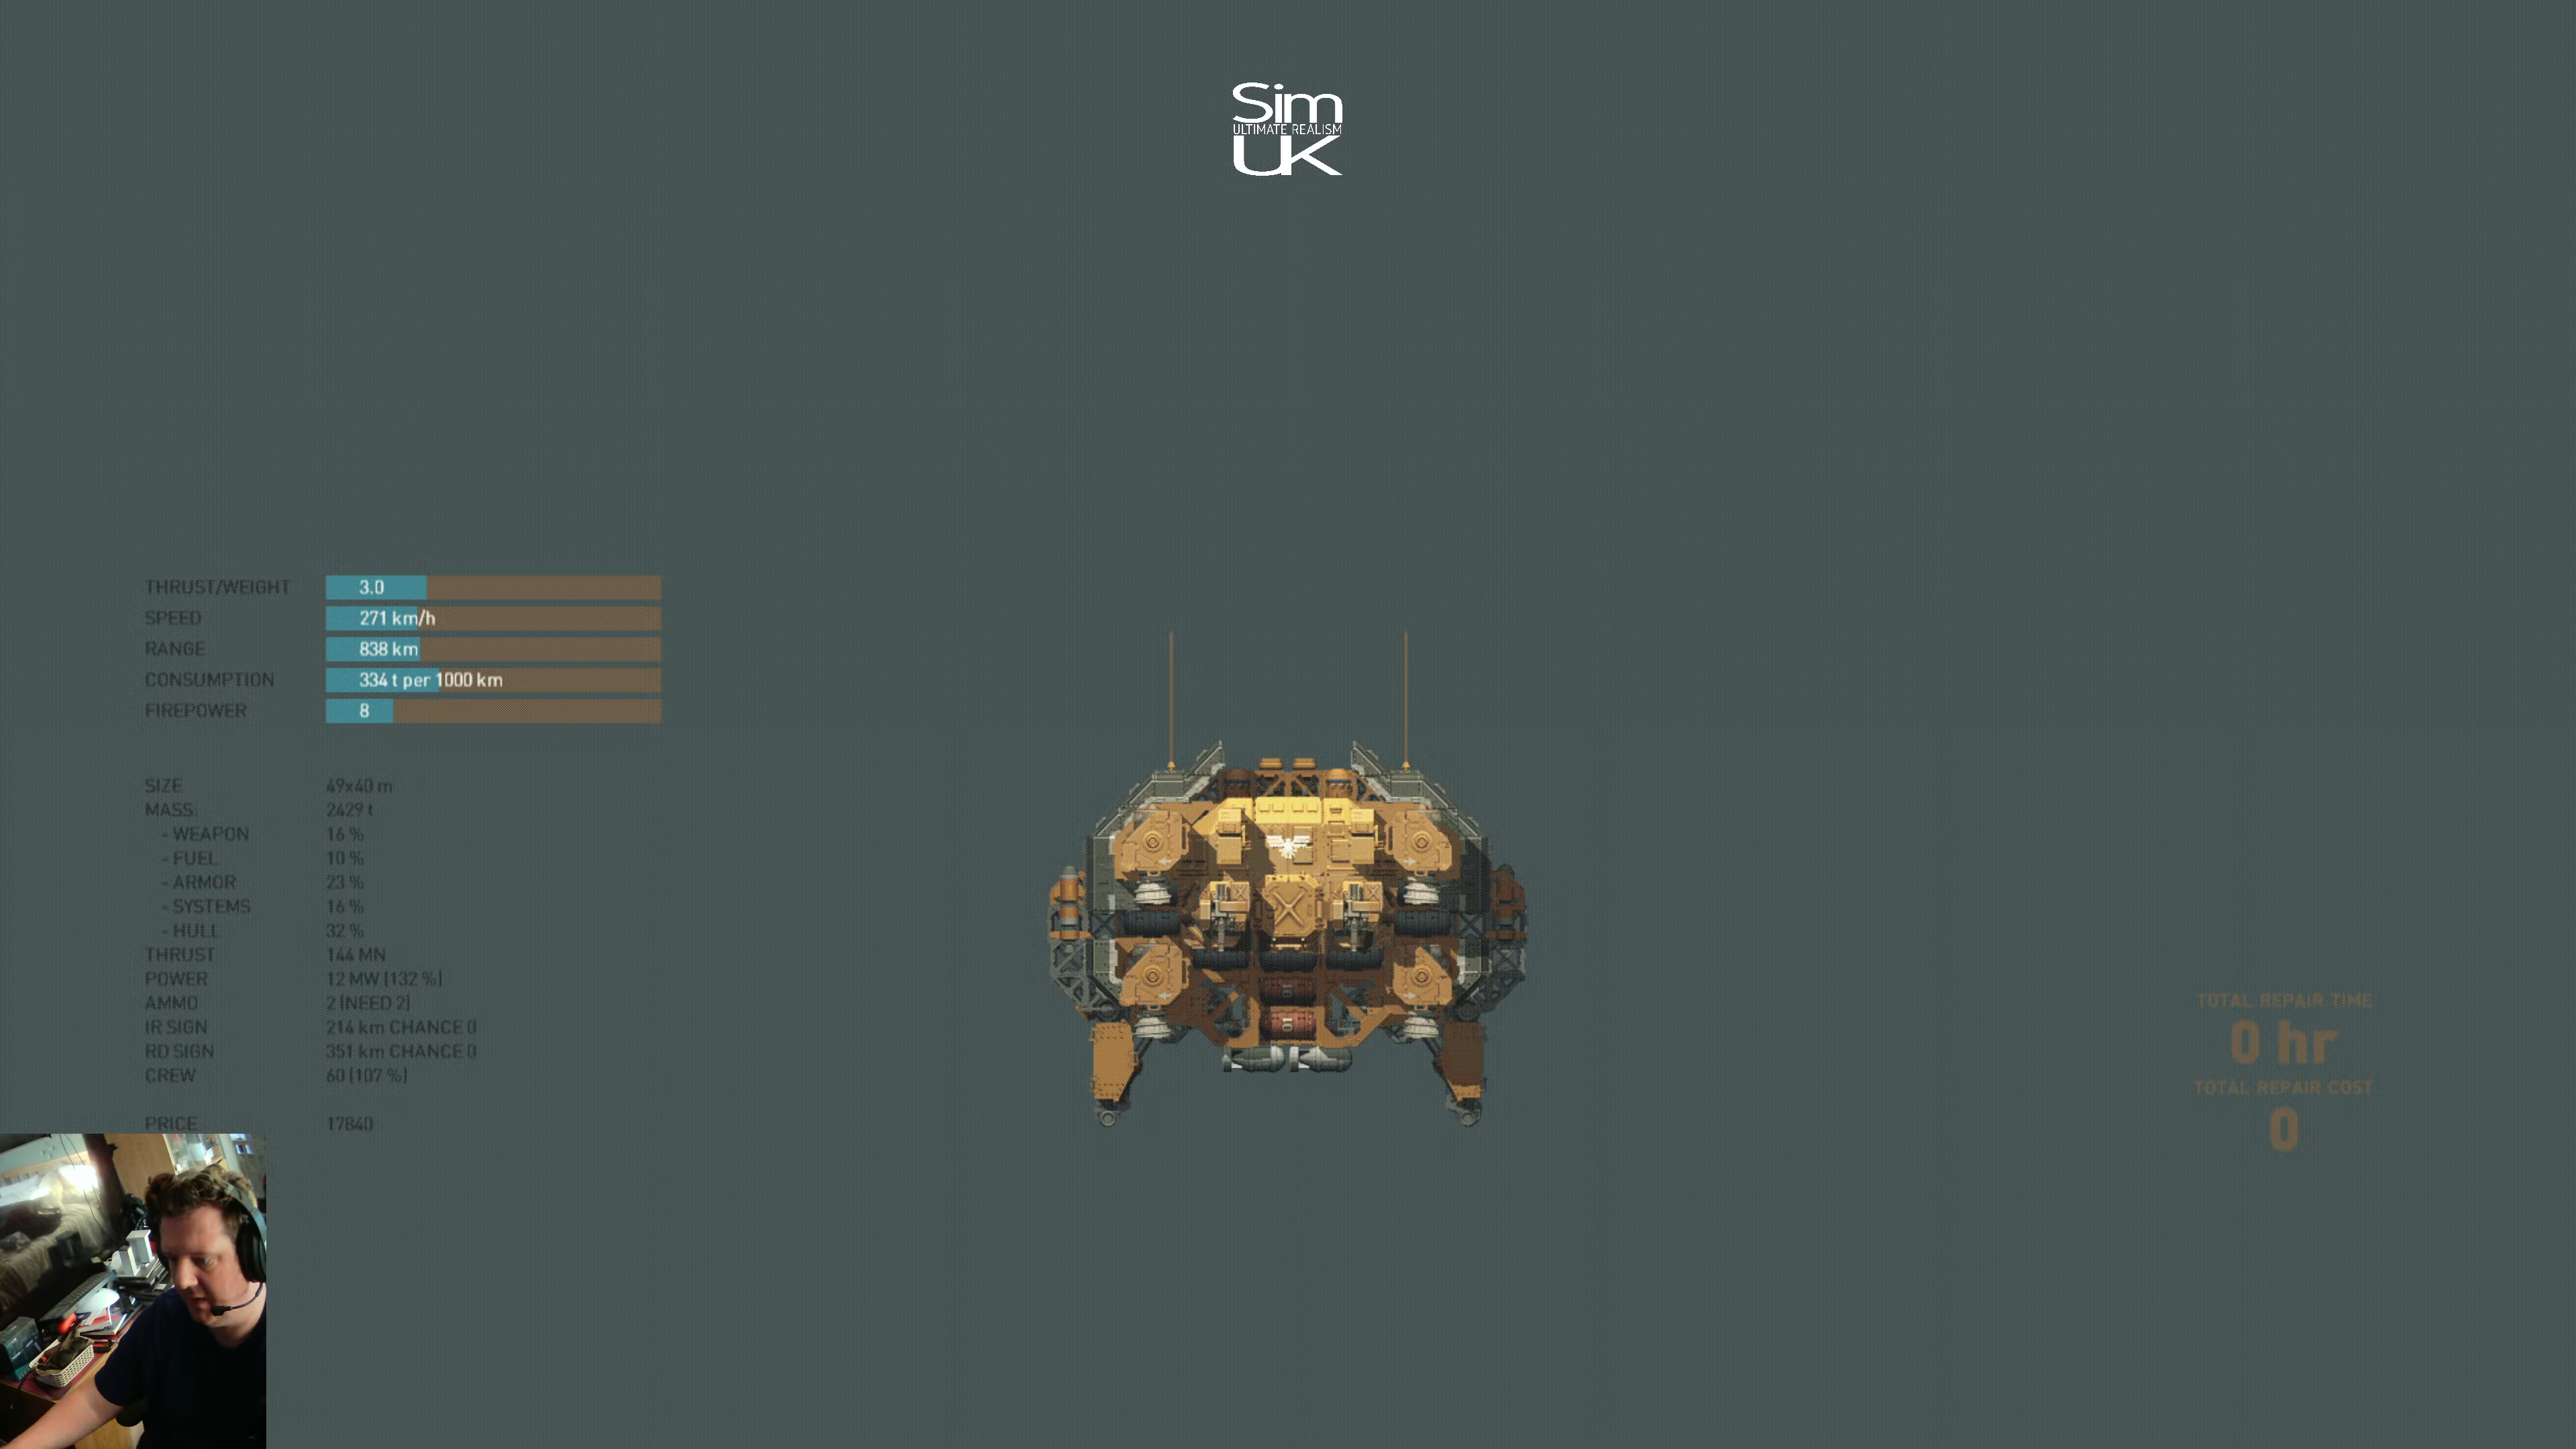 Sim
ULTIMATE REALISM
UK
THRUST/WEIGHT 3.0
SPEED 271 km/h
RANGE 838 km
CONSUMPTION 334 t per 1000 km
FIREPOWER 8
SIZE 49x40 m
MASS: 2429 t
- WEAPON 16 %
- FUEL 10 %
- ARMOR 23 %
- SYSTEMS 16 %
- HULL 32 %
THRUST 144 MN
POWER 12 MW (132 %)
AMMO 2 (NEED 2)
IR SIGN 214 km CHANCE 0
RD SIGN 351 km CHANCE 0
CREW 60 (107 %)
PRICE 17840
01
01
TOTAL REPAIR TIME
0 hr
TOTAL REPAIR COST
0